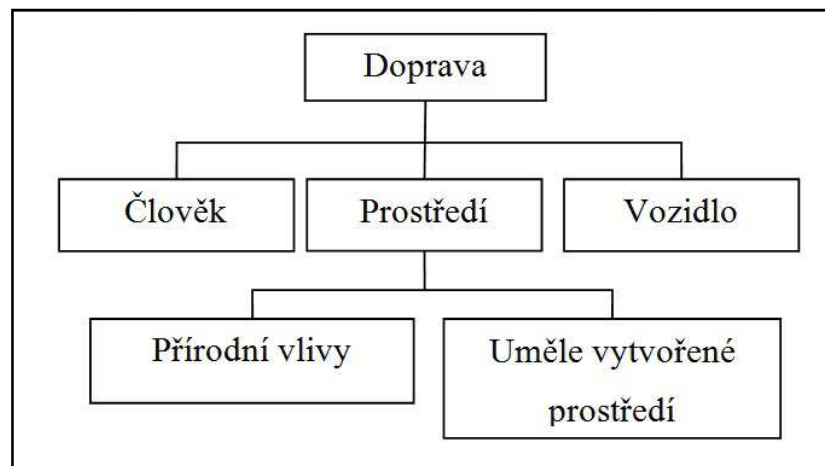 Doprava
Člověk
Prostředí
Vozidlo
Přírodní vlivy
Uměle vytvořené
prostředí